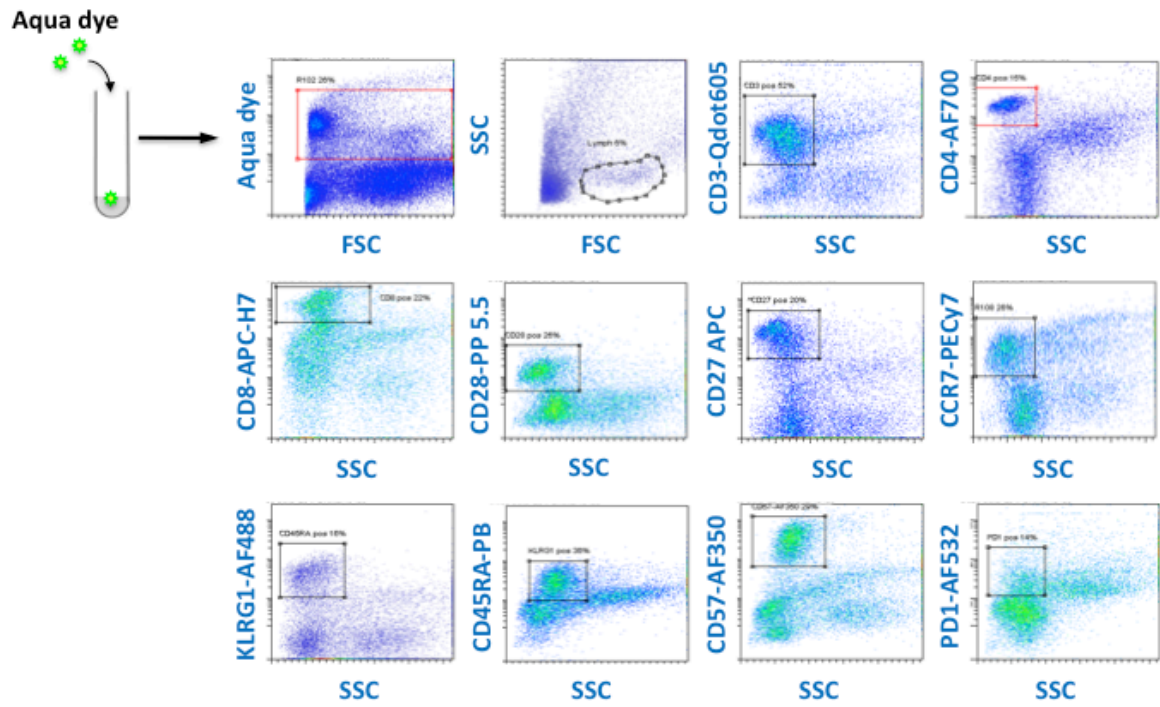 Aqua dye
Aqua dye
R102 26%
FSC
SSC
Lymph 6%
FSC
CD3-Qdot605
CD3 pos 52%
SSC
CD4-AF700
CD4 pos 15%
SSC
CD8-APC-H7
CD8 pos 22%
SSC
CD28-PP 5.5
CD28 pos 25%
SSC
CD27 APC
*CD27 pos 20%
SSC
CCR7-PECy7
R106 26%
SSC
KLRG1-AF488
CD45RA pos 15%
SSC
CD45RA-PB
KLRG1 pos 36%
SSC
CD57-AF350
CD57-AF350 29%
SSC
PD1-AF532
PD1 pos 14%
SSC